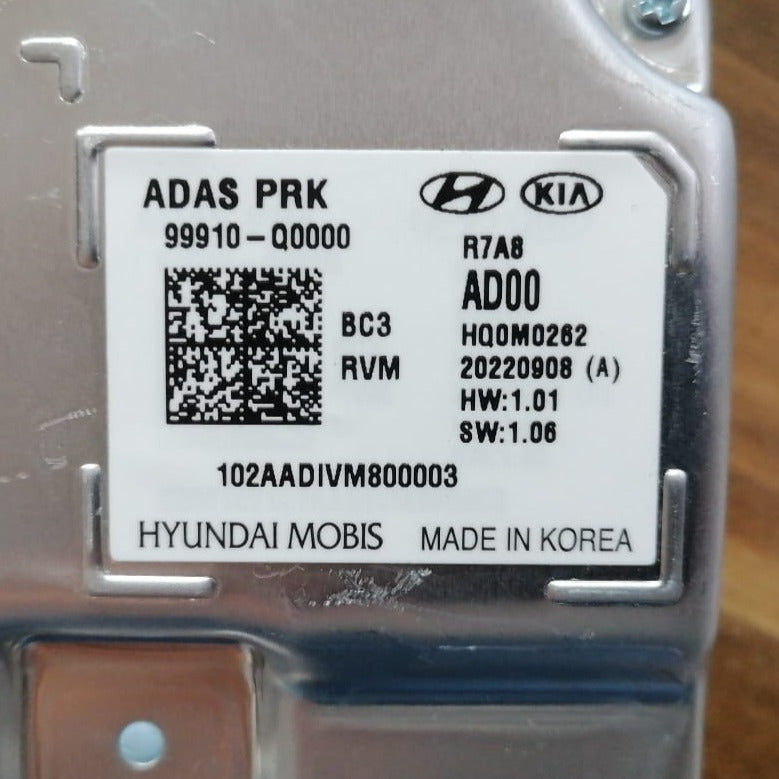 ADAS PRK
99910-Q0000
KIA
R7A8
AD00
BC3
RVM
HQ0M0262
20220908 (A)
HW:1.01
SW:1.06
102AADIVM800003
HYUNDAI MOBIS
MADE IN KOREA